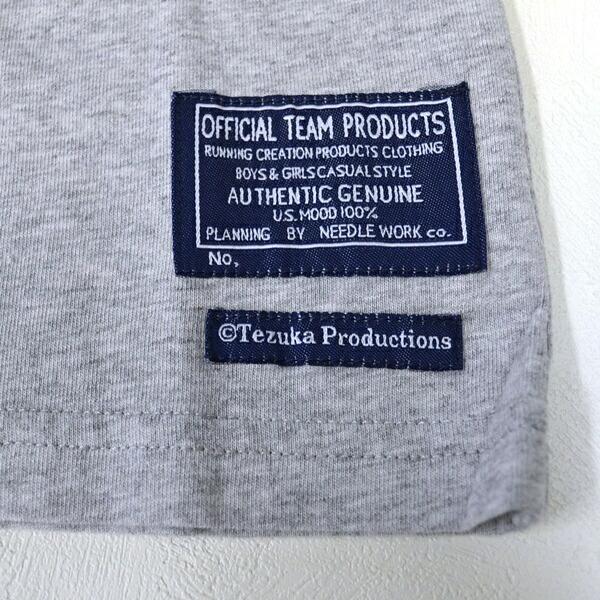 OFFICIAL TEAM PRODUCTS
RUNNING CREATION PRODUCTS CLOTHING
BOYS & GIRLS CASUAL STYLE
AUTHENTIC GENUINE
U.S. MOOD 100%
PLANNING BY NEEDLE WORK co.
No,
©Tezuka Productions